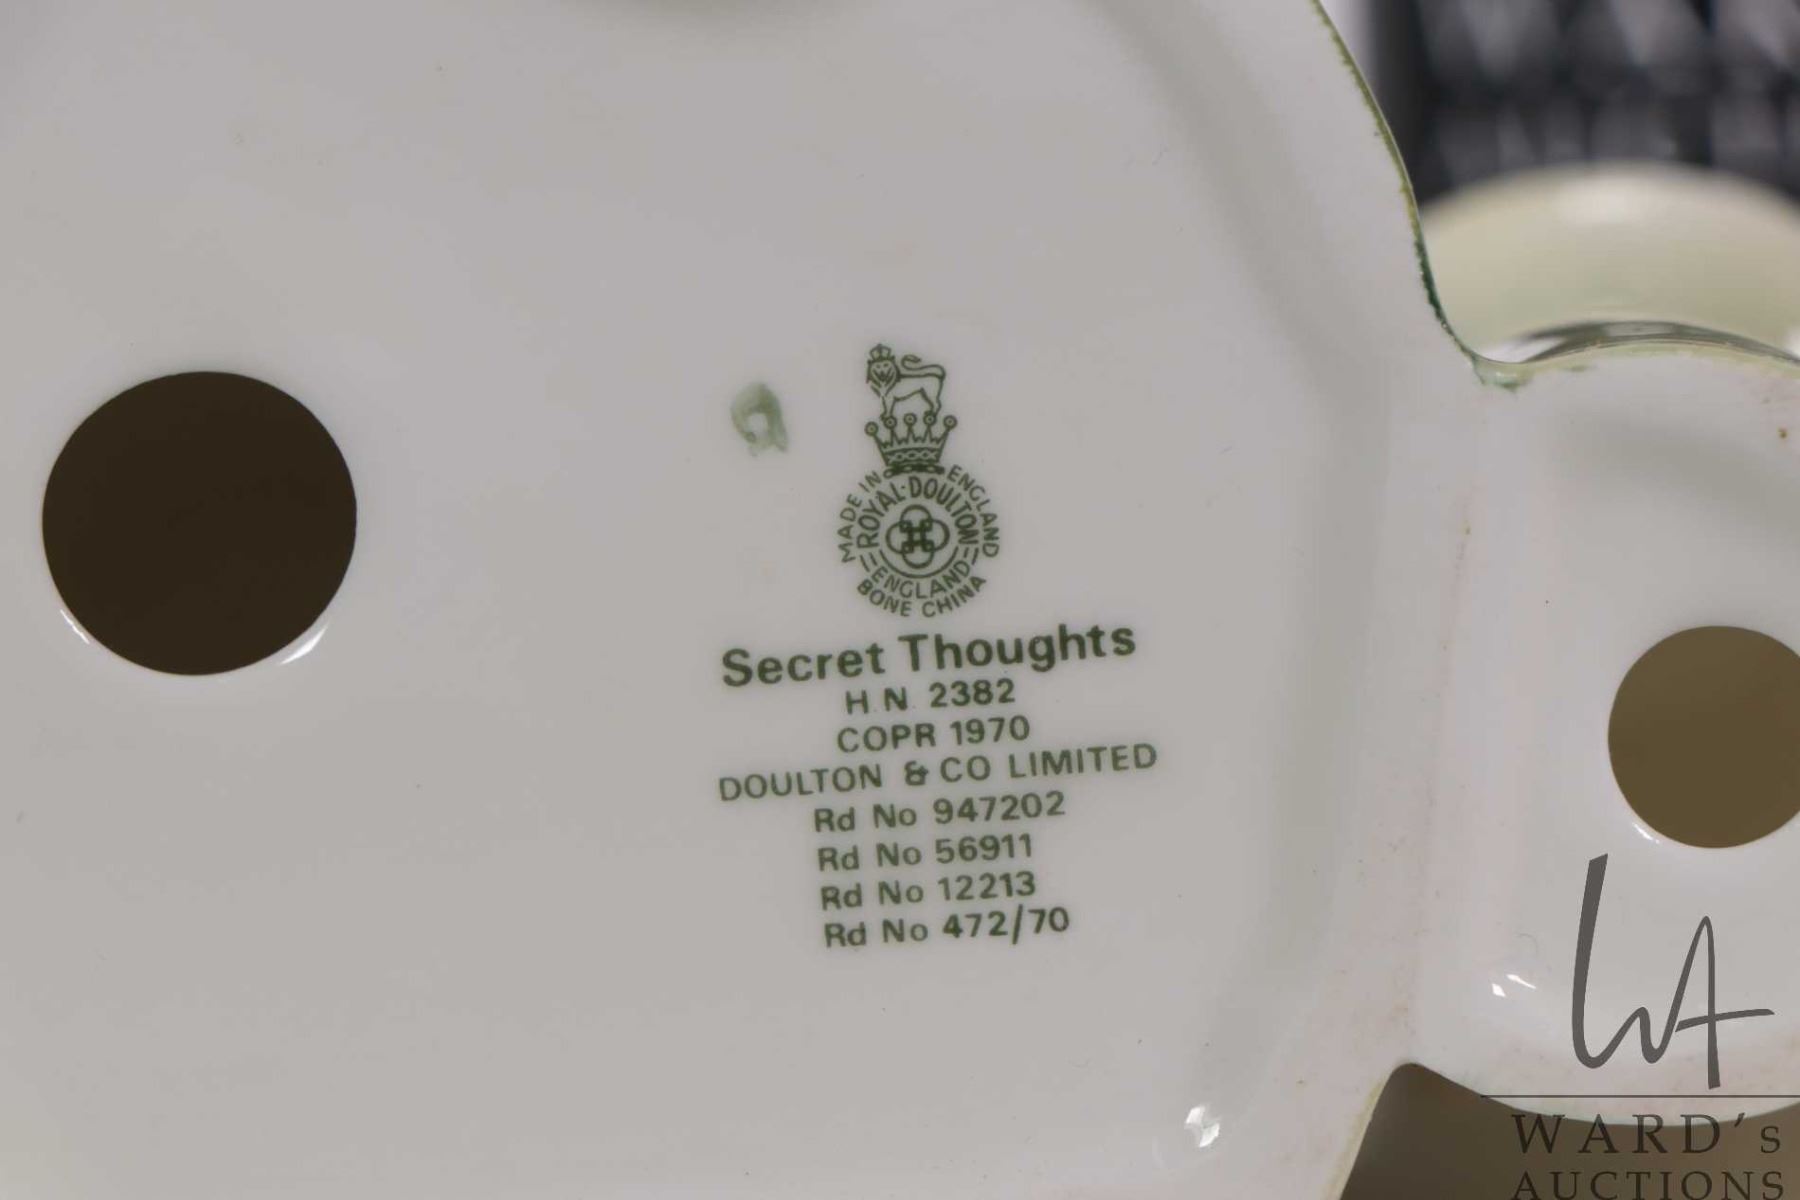 MADE IN ENGLAND
ROYAL·DOULTON
ENGLAND
BONE CHINA
Secret Thoughts
H.N. 2382
COPR 1970
DOULTON & CO LIMITED
Rd No 947202
Rd No 56911
Rd No 12213
Rd No 472/70
WA
WARD's
AUCTIONS